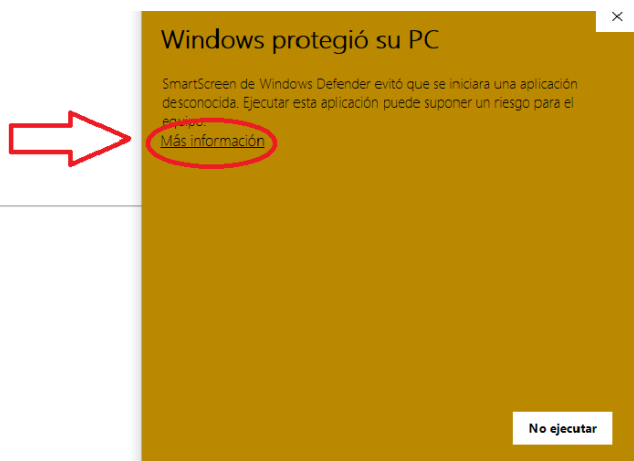 Windows protegió su PC
SmartScreen de Windows Defender evitó que se iniciara una aplicación
desconocida. Ejecutar esta aplicación puede suponer un riesgo para el
equipo.
Más información
No ejecutar